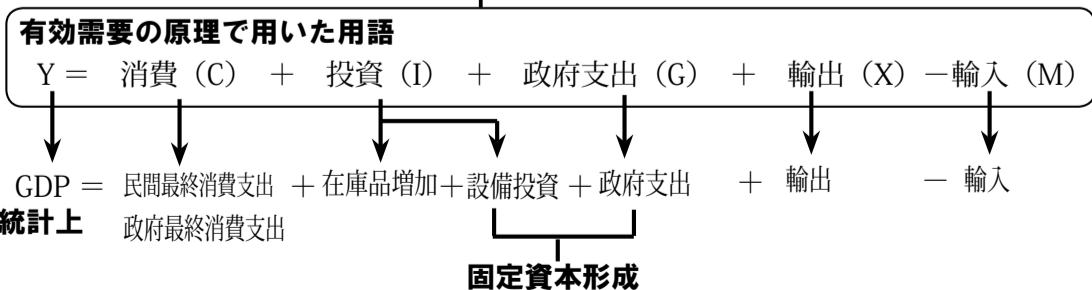 有効需要の原理で用いた用語
Y = 消費（C） + 投資（I） + 政府支出（G） + 輸出（X）－輸入（M）
GDP = 民間最終消費支出 + 在庫品増加+設備投資 + 政府支出 + 輸出 － 輸入
統計上 政府最終消費支出
固定資本形成